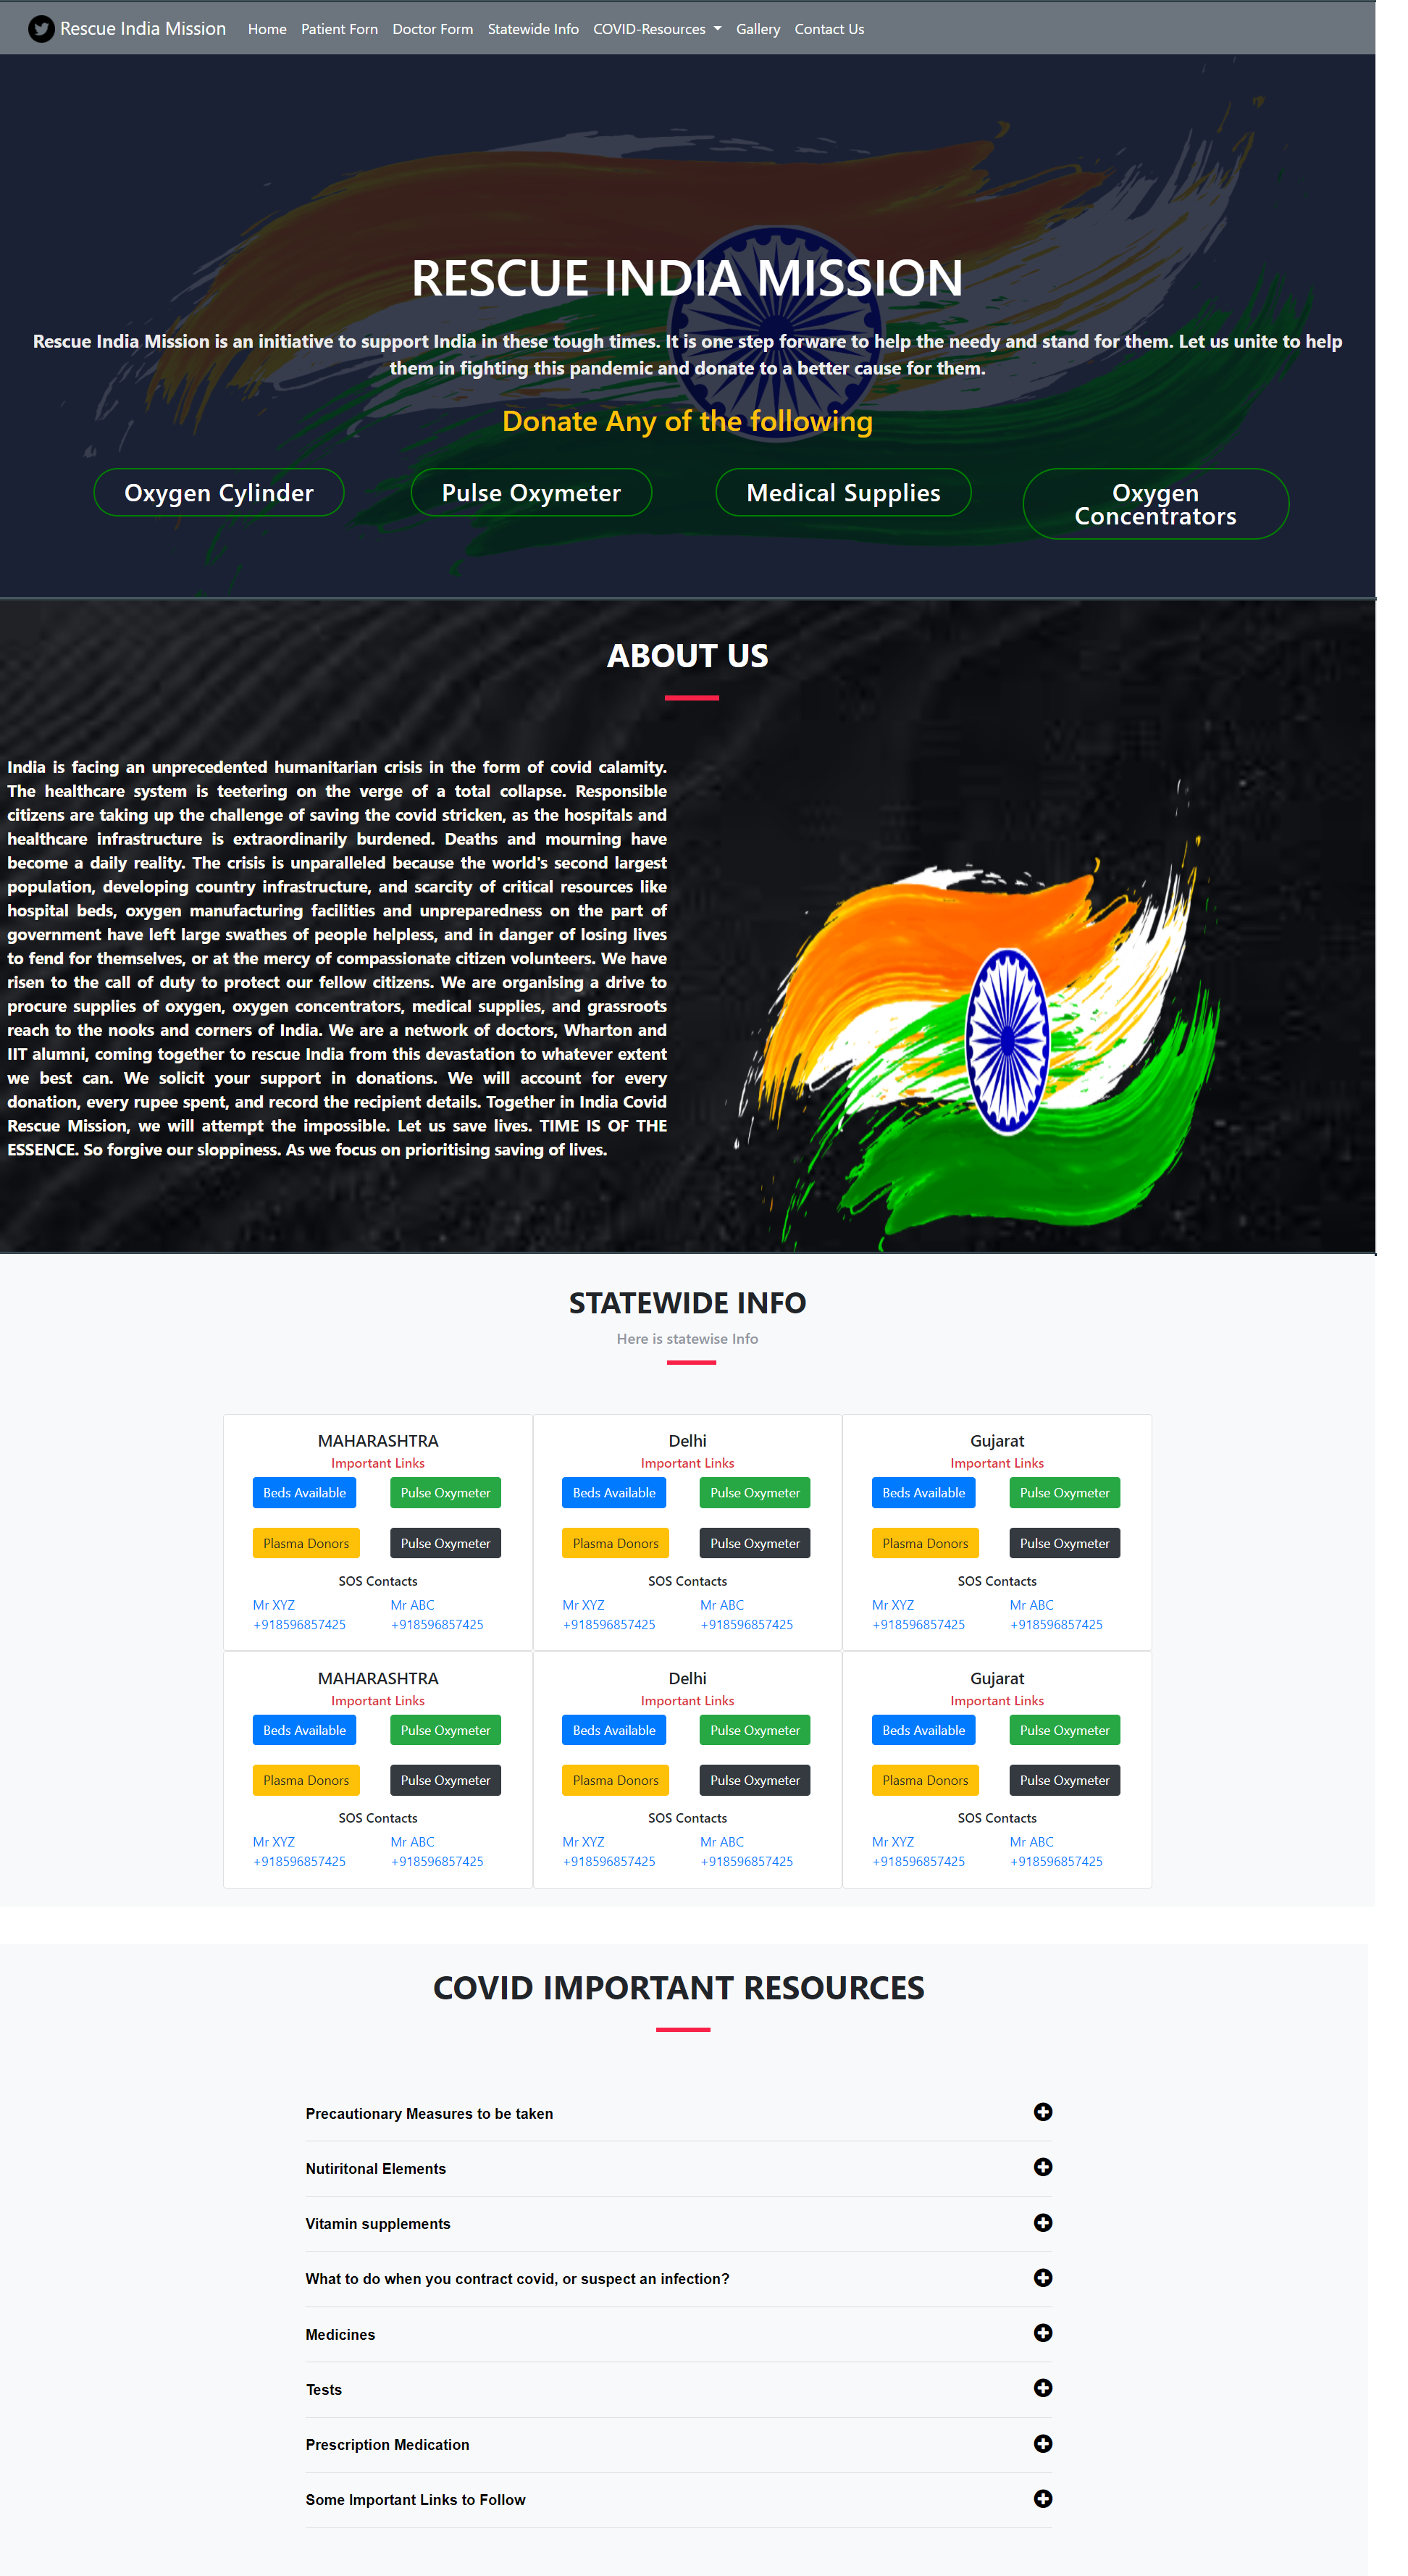 Rescue India Mission Home Patient Forn Doctor Form Statewide Info COVID-Resources Gallery Contact Us
RESCUE INDIA MISSION
Rescue India Mission is an initiative to support India in these tough times. It is one step forward to help the needy and stand for them. Let us unite to help
them in fighting this pandemic and donate to a better cause for them.
Donate Any of the following
Oxygen Cylinder
Pulse Oxymeter
Medical Supplies
Oxygen
Concentrators
ABOUT US
India is facing an unprecedented humanitarian crisis in the form of covid calamity.
The healthcare system is teetering on the verge of a total collapse. Responsible
citizens are taking up the challenge of saving the covid stricken, as the hospitals and
healthcare infrastructure is extraordinarily burdened. Deaths and mourning have
become a daily reality. The crisis is unparalleled because the world's second largest
population, developing country infrastructure, and scarcity of critical resources like
hospital beds, oxygen manufacturing facilities and unpreparedness on the part of
government have left large swathes of people helpless, and in danger of losing lives
to fend for themselves, or at the mercy of compassionate citizen volunteers. We have
risen to the call of duty to protect our fellow citizens. We are organising a drive to
procure supplies of oxygen, oxygen concentrators, medical supplies, and grassroots
reach to the nooks and corners of India. We are a network of doctors, Wharton and
IIT alumni, coming together to rescue India from this devastation to whatever extent
we best can. We solicit your support in donations. We will account for every
donation, every rupee spent, and record the recipient details. Together in India Covid
Rescue Mission, we will attempt the impossible. Let us save lives. TIME IS OF THE
ESSENCE. So forgive our sloppiness. As we focus on prioritising saving of lives.
STATEWIDE INFO
Here is statewise Info
MAHARASHTRA
Important Links
Beds Available Pulse Oxymeter
Plasma Donors Pulse Oxymeter
SOS Contacts
Mr XYZ Mr ABC
+918596857425 +918596857425
Delhi
Important Links
Beds Available Pulse Oxymeter
Plasma Donors Pulse Oxymeter
SOS Contacts
Mr XYZ Mr ABC
+918596857425 +918596857425
Gujarat
Important Links
Beds Available Pulse Oxymeter
Plasma Donors Pulse Oxymeter
SOS Contacts
Mr XYZ Mr ABC
+918596857425 +918596857425
MAHARASHTRA
Important Links
Beds Available Pulse Oxymeter
Plasma Donors Pulse Oxymeter
SOS Contacts
Mr XYZ Mr ABC
+918596857425 +918596857425
Delhi
Important Links
Beds Available Pulse Oxymeter
Plasma Donors Pulse Oxymeter
SOS Contacts
Mr XYZ Mr ABC
+918596857425 +918596857425
Gujarat
Important Links
Beds Available Pulse Oxymeter
Plasma Donors Pulse Oxymeter
SOS Contacts
Mr XYZ Mr ABC
+918596857425 +918596857425
COVID IMPORTANT RESOURCES
Precautionary Measures to be taken
Nutiritonal Elements
Vitamin supplements
What to do when you contract covid, or suspect an infection?
Medicines
Tests
Prescription Medication
Some Important Links to Follow